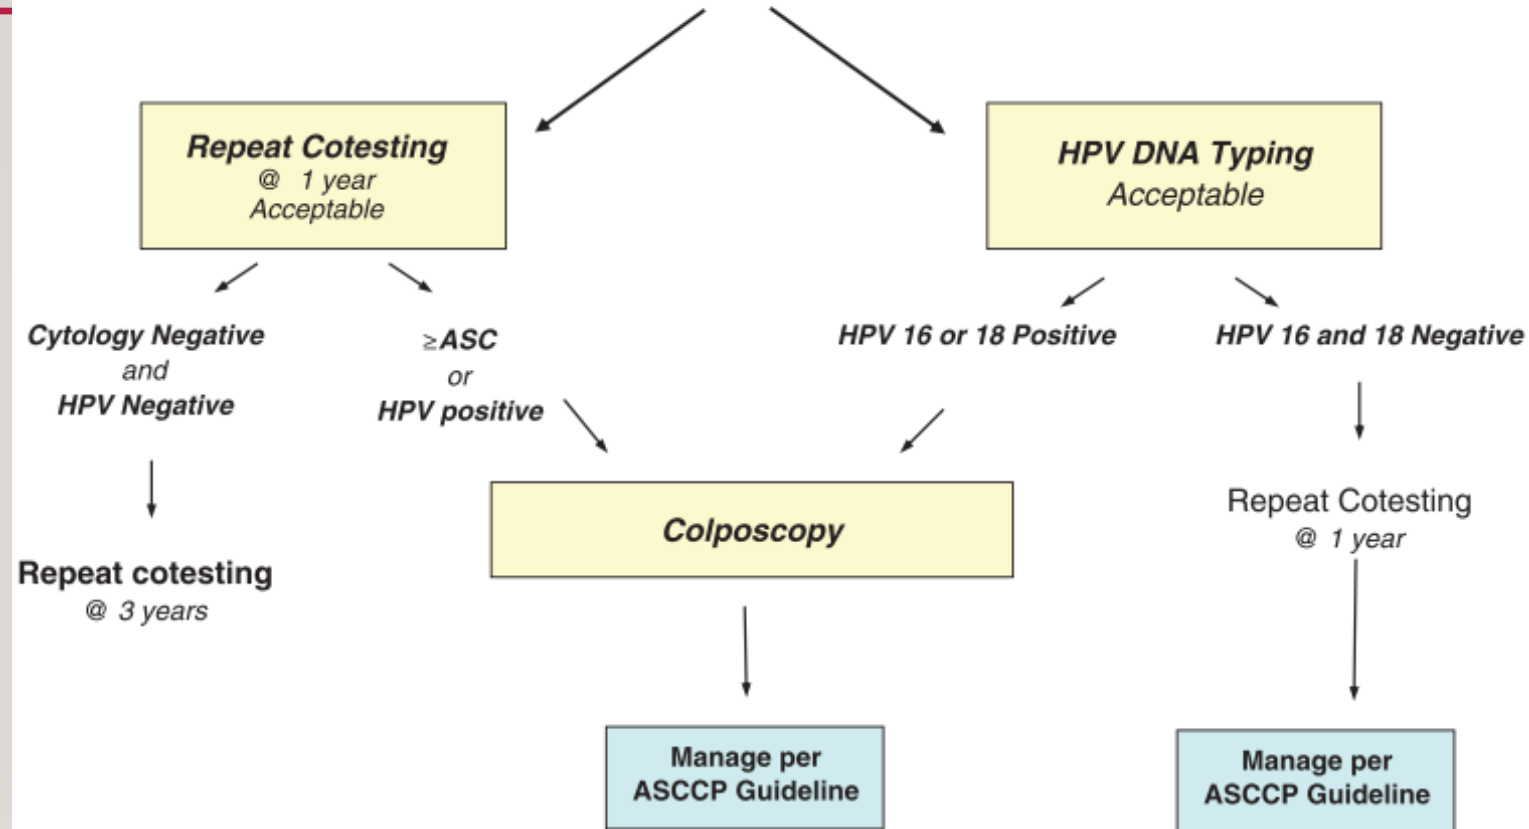 Repeat Cotesting
@ 1 year
Acceptable
HPV DNA Typing
Acceptable
Cytology Negative
and
HPV Negative
≥ASC
or
HPV positive
HPV 16 or 18 Positive
HPV 16 and 18 Negative
Repeat cotesting
@ 3 years
Colposcopy
Repeat Cotesting
@ 1 year
Manage per
ASCCP Guideline
Manage per
ASCCP Guideline